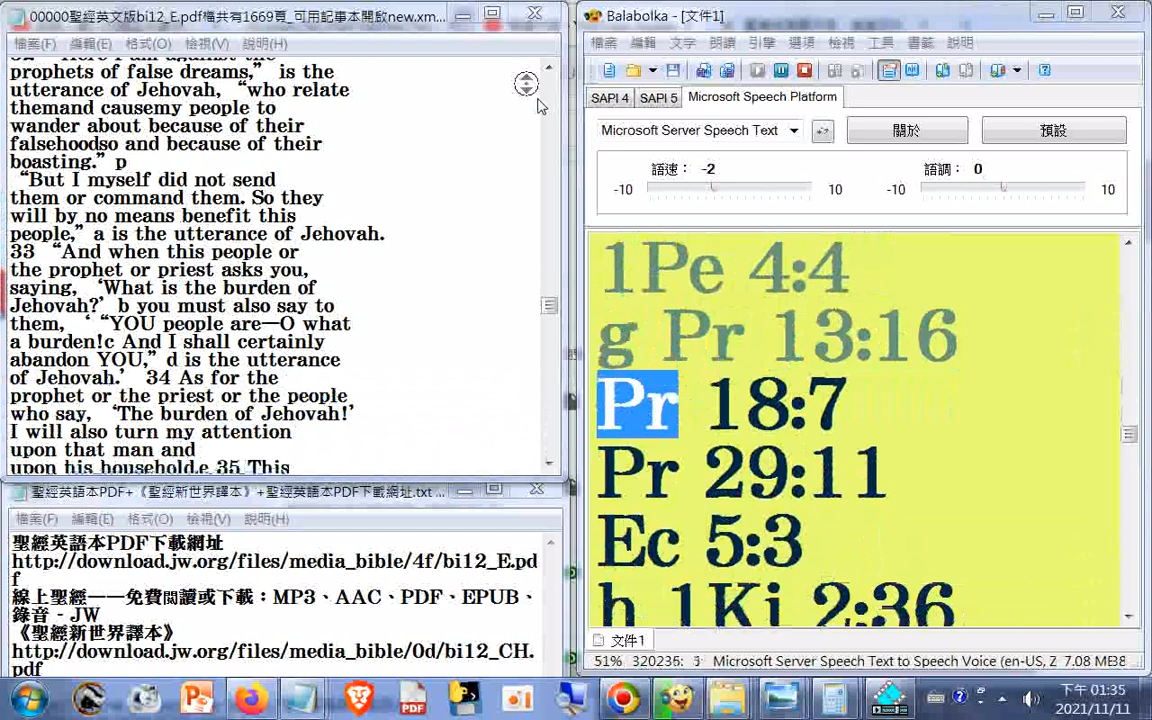 00000聖經英文版bi12_E.pdf檔共有1669頁_可用記事本開啟new.xm...
檔案(F) 編輯(E) 格式(O) 檢視(V) 說明(H)
prophets of false dreams,” is the
utterance of Jehovah, “who relate
themand causemy people to
wander about because of their
falsehoodso and because of their
boasting.” p
“But I myself did not send
them or command them. So they
will by no means benefit this
people,” a is the utterance of Jehovah.
33 “And when this people or
the prophet or priest asks you,
saying, ‘What is the burden of
Jehovah?’ b you must also say to
them, ‘ “YOU people are—O what
a burden!c And I shall certainly
abandon YOU,” d is the utterance
of Jehovah.’ 34 As for the
prophet or the priest or the people
who say, ‘The burden of Jehovah!’
I will also turn my attention
upon that man and
upon his household.e 35 This
聖經英語本PDF+《聖經新世界譯本》+聖經英語本PDF下載網址.txt ...
檔案(F) 編輯(E) 格式(O) 檢視(V) 說明(H)
聖經英語本PDF下載網址
http://download.jw.org/files/media_bible/4f/bi12_E.pd
f
線上聖經——免費閱讀或下載：MP3、AAC、PDF、EPUB、
錄音 - JW
《聖經新世界譯本》
http://download.jw.org/files/media_bible/0d/bi12_CH.
pdf
Balabolka - [文件1]
檔案 編輯 文字 朗讀 引擎 選項 檢視 工具 書籤 說明
SAPI 4 SAPI 5 Microsoft Speech Platform
Microsoft Server Speech Text 關於 預設
語速： -2 語調： 0
-10 10 -10 10
1Pe 4:4
g Pr 13:16
Pr 18:7
Pr 29:11
Ec 5:3
h 1Ki 2:36
文件1
51% 320236: Microsoft Server Speech Text to Speech Voice (en-US, Z 7.08 MB
PDF
下午 01:35
2021/11/11